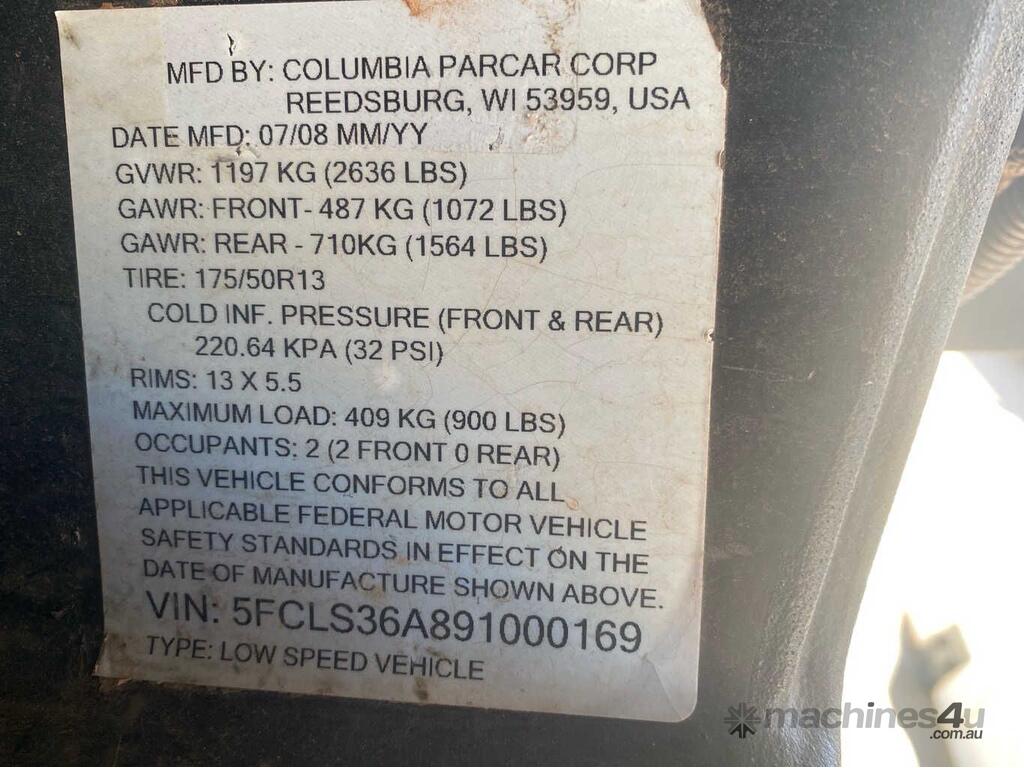 MFD BY: COLUMBIA PARCAR CORP
REEDSBURG, WI 53959, USA
DATE MFD: 07/08 MM/YY
GVWR: 1197 KG (2636 LBS)
GAWR: FRONT- 487 KG (1072 LBS)
GAWR: REAR - 710KG (1564 LBS)
TIRE: 175/50R13
COLD INF. PRESSURE (FRONT & REAR)
220.64 KPA (32 PSI)
RIMS: 13 X 5.5
MAXIMUM LOAD: 409 KG (900 LBS)
OCCUPANTS: 2 (2 FRONT 0 REAR)
THIS VEHICLE CONFORMS TO ALL
APPLICABLE FEDERAL MOTOR VEHICLE
SAFETY STANDARDS IN EFFECT ON THE
DATE OF MANUFACTURE SHOWN ABOVE.
VIN: 5FCLS36A891000169
TYPE: LOW SPEED VEHICLE
machines4u
.com.au